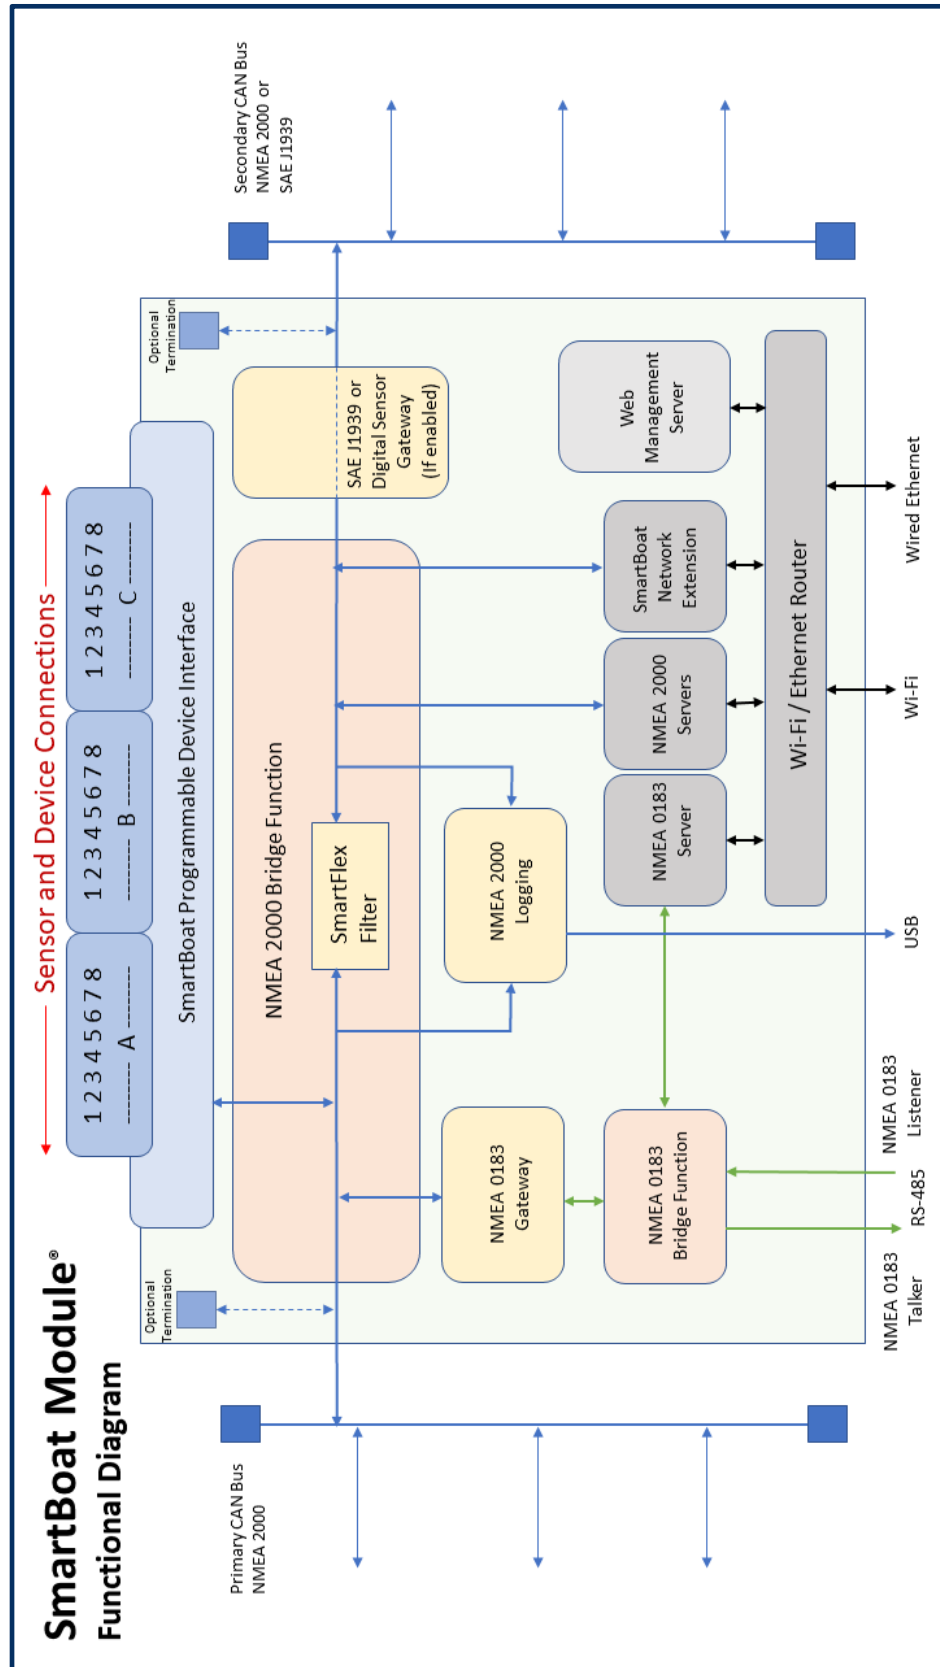 SmartBoat Module®
Functional Diagram
Sensor and Device Connections
1 2 3 4 5 6 7 8
-------- A --------
1 2 3 4 5 6 7 8
-------- B --------
1 2 3 4 5 6 7 8
-------- C --------
SmartBoat Programmable Device Interface
Optional
Termination
Optional
Termination
Primary CAN Bus
NMEA 2000
Secondary CAN Bus
NMEA 2000 or
SAE J1939
NMEA 2000 Bridge Function
SmartFlex
Filter
SAE J1939 or
Digital Sensor
Gateway
(If enabled)
NMEA 0183
Gateway
NMEA 2000
Logging
NMEA 0183
Bridge Function
NMEA 0183
Server
NMEA 2000
Servers
SmartBoat
Network
Extension
Web
Management
Server
Wi-Fi / Ethernet Router
NMEA 0183
Talker
RS-485
NMEA 0183
Listener
USB
Wi-Fi
Wired Ethernet